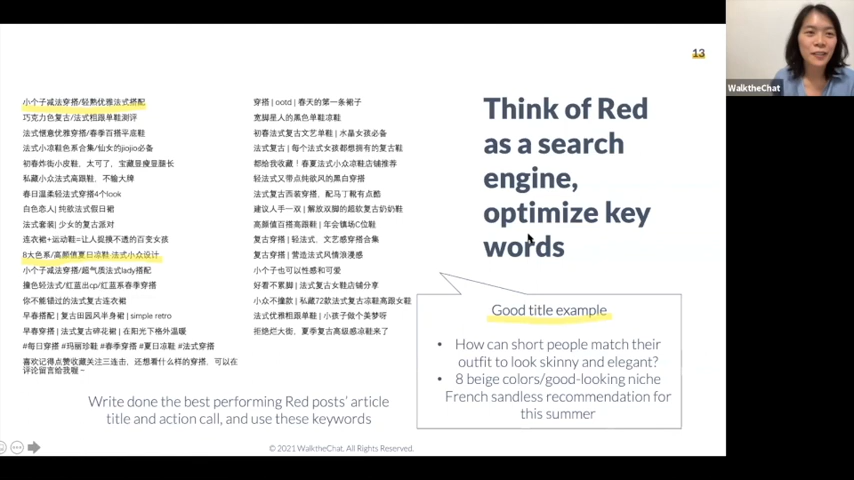 13
小个子减法穿搭/轻熟优雅法式搭配
巧克力色复古/法式粗跟单鞋测评
法式惬意优雅穿搭/春季百搭平底鞋
法式小凉鞋色系合集/仙女的jiojio必备
初春炸街小皮鞋，太可了，宝藏显瘦显腿长
私藏小众法式高跟鞋，不输大牌
春日温柔轻法式穿搭4个look
白色恋人| 纯欲法式假日裙
法式套装| 少女的复古派对
连衣裙+运动鞋=让人捉摸不透的百变女孩
8大色系/高颜值夏日凉鞋 法式小众设计
小个子减法穿搭/超气质法式lady搭配
撞色轻法式/红蓝出cp/红蓝系春季穿搭
你不能错过的法式复古连衣裙
早春搭配 | 复古田园风半身裙 | simple retro
早春穿搭 | 法式复古碎花裙 | 在阳光下格外温暖
#每日穿搭 #玛丽珍鞋 #春季穿搭 #夏日凉鞋 #法式穿搭
喜欢记得点赞收藏关注三连击，还想看什么样的穿搭，可以在
评论留言给我喔~
穿搭 | ootd | 春天的第一条裙子
宽脚星人的黑色单鞋凉鞋
初春法式复古文艺单鞋 | 水晶女孩必备
法式复古 | 每个法式女孩都想拥有的复古鞋
都给我收藏！春夏法式小众凉鞋店铺推荐
轻法式又带点纯欲风的黑白穿搭
法式复古西装穿搭，配马丁靴有点酷
建议人手一双 | 解放双脚的超软复古奶奶鞋
高颜值百搭高跟鞋 | 年会镇场C位鞋
复古穿搭 | 轻法式，文艺感穿搭合集
复古穿搭 | 营造法式风情浪漫感
小个子也可以性感和可爱
好看不累脚 | 法式复古女鞋店铺分享
小众不撞款 | 私藏72款法式复古凉鞋高跟女鞋
法式优雅粗跟单鞋 | 小孩子做个美梦呀
拒绝烂大街，夏季复古高级感凉鞋来了
Think of Red
as a search
engine,
optimize key
words
Good title example
• How can short people match their
outfit to look skinny and elegant?
• 8 beige colors/good-looking niche
French sandless recommendation for
this summer
Write done the best performing Red posts’ article
title and action call, and use these keywords
© 2021 WalktheChat. All Rights Reserved.
WalktheChat